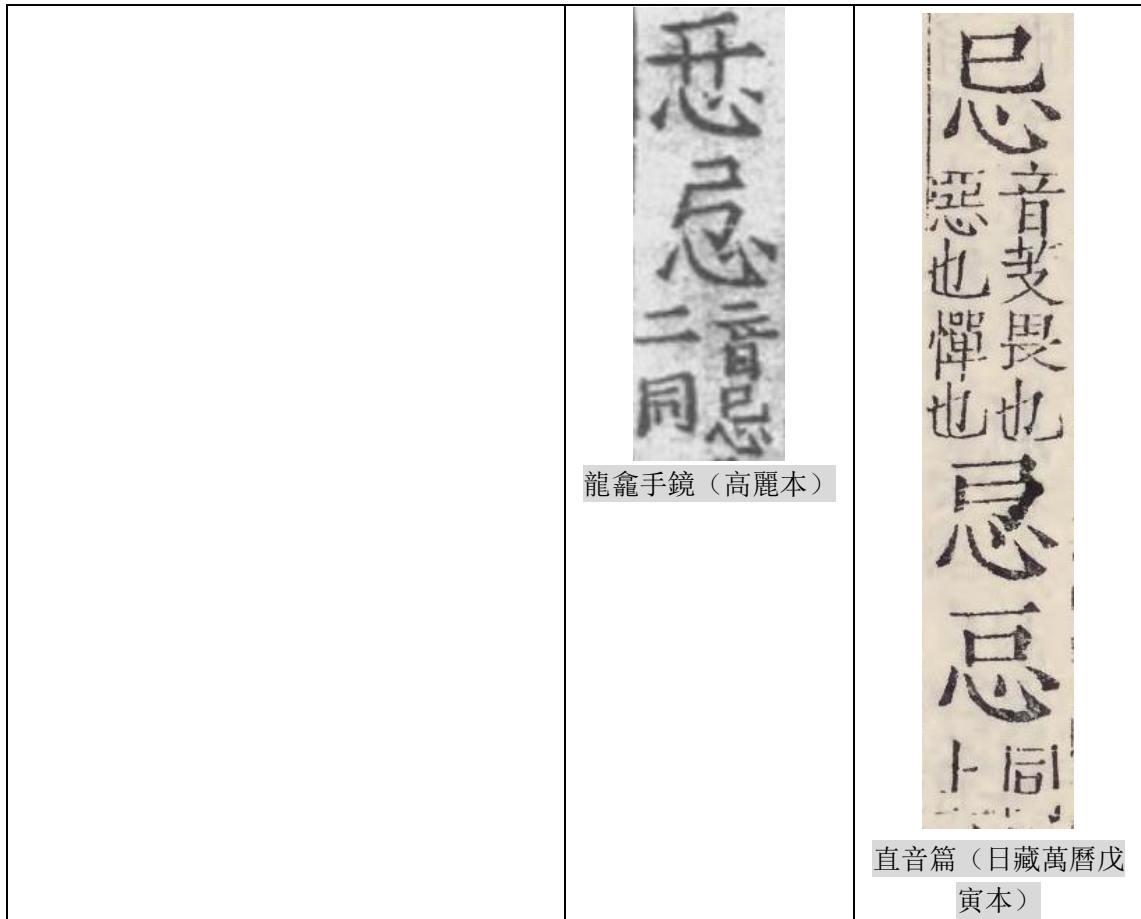 音忌
二同
龍龕手鏡（高麗本）
忌
音芰畏也
惡也憚也
同
上
直音篇（日藏萬曆戊
寅本）